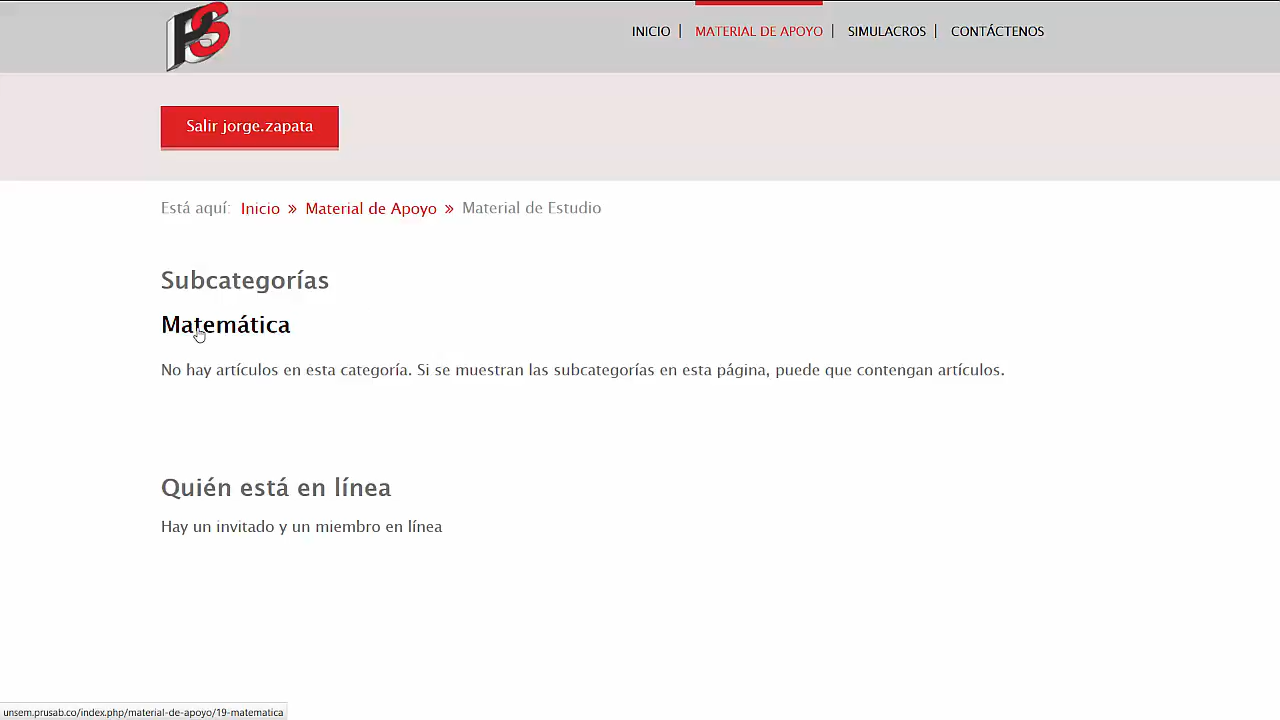 PS
INICIO | MATERIAL DE APOYO | SIMULACROS | CONTÁCTENOS
Salir jorge.zapata
Está aquí: Inicio » Material de Apoyo » Material de Estudio
Subcategorías
Matemática
No hay artículos en esta categoría. Si se muestran las subcategorías en esta página, puede que contengan artículos.
Quién está en línea
Hay un invitado y un miembro en línea
unsem.prusab.co/index.php/material-de-apoyo/19-matematica